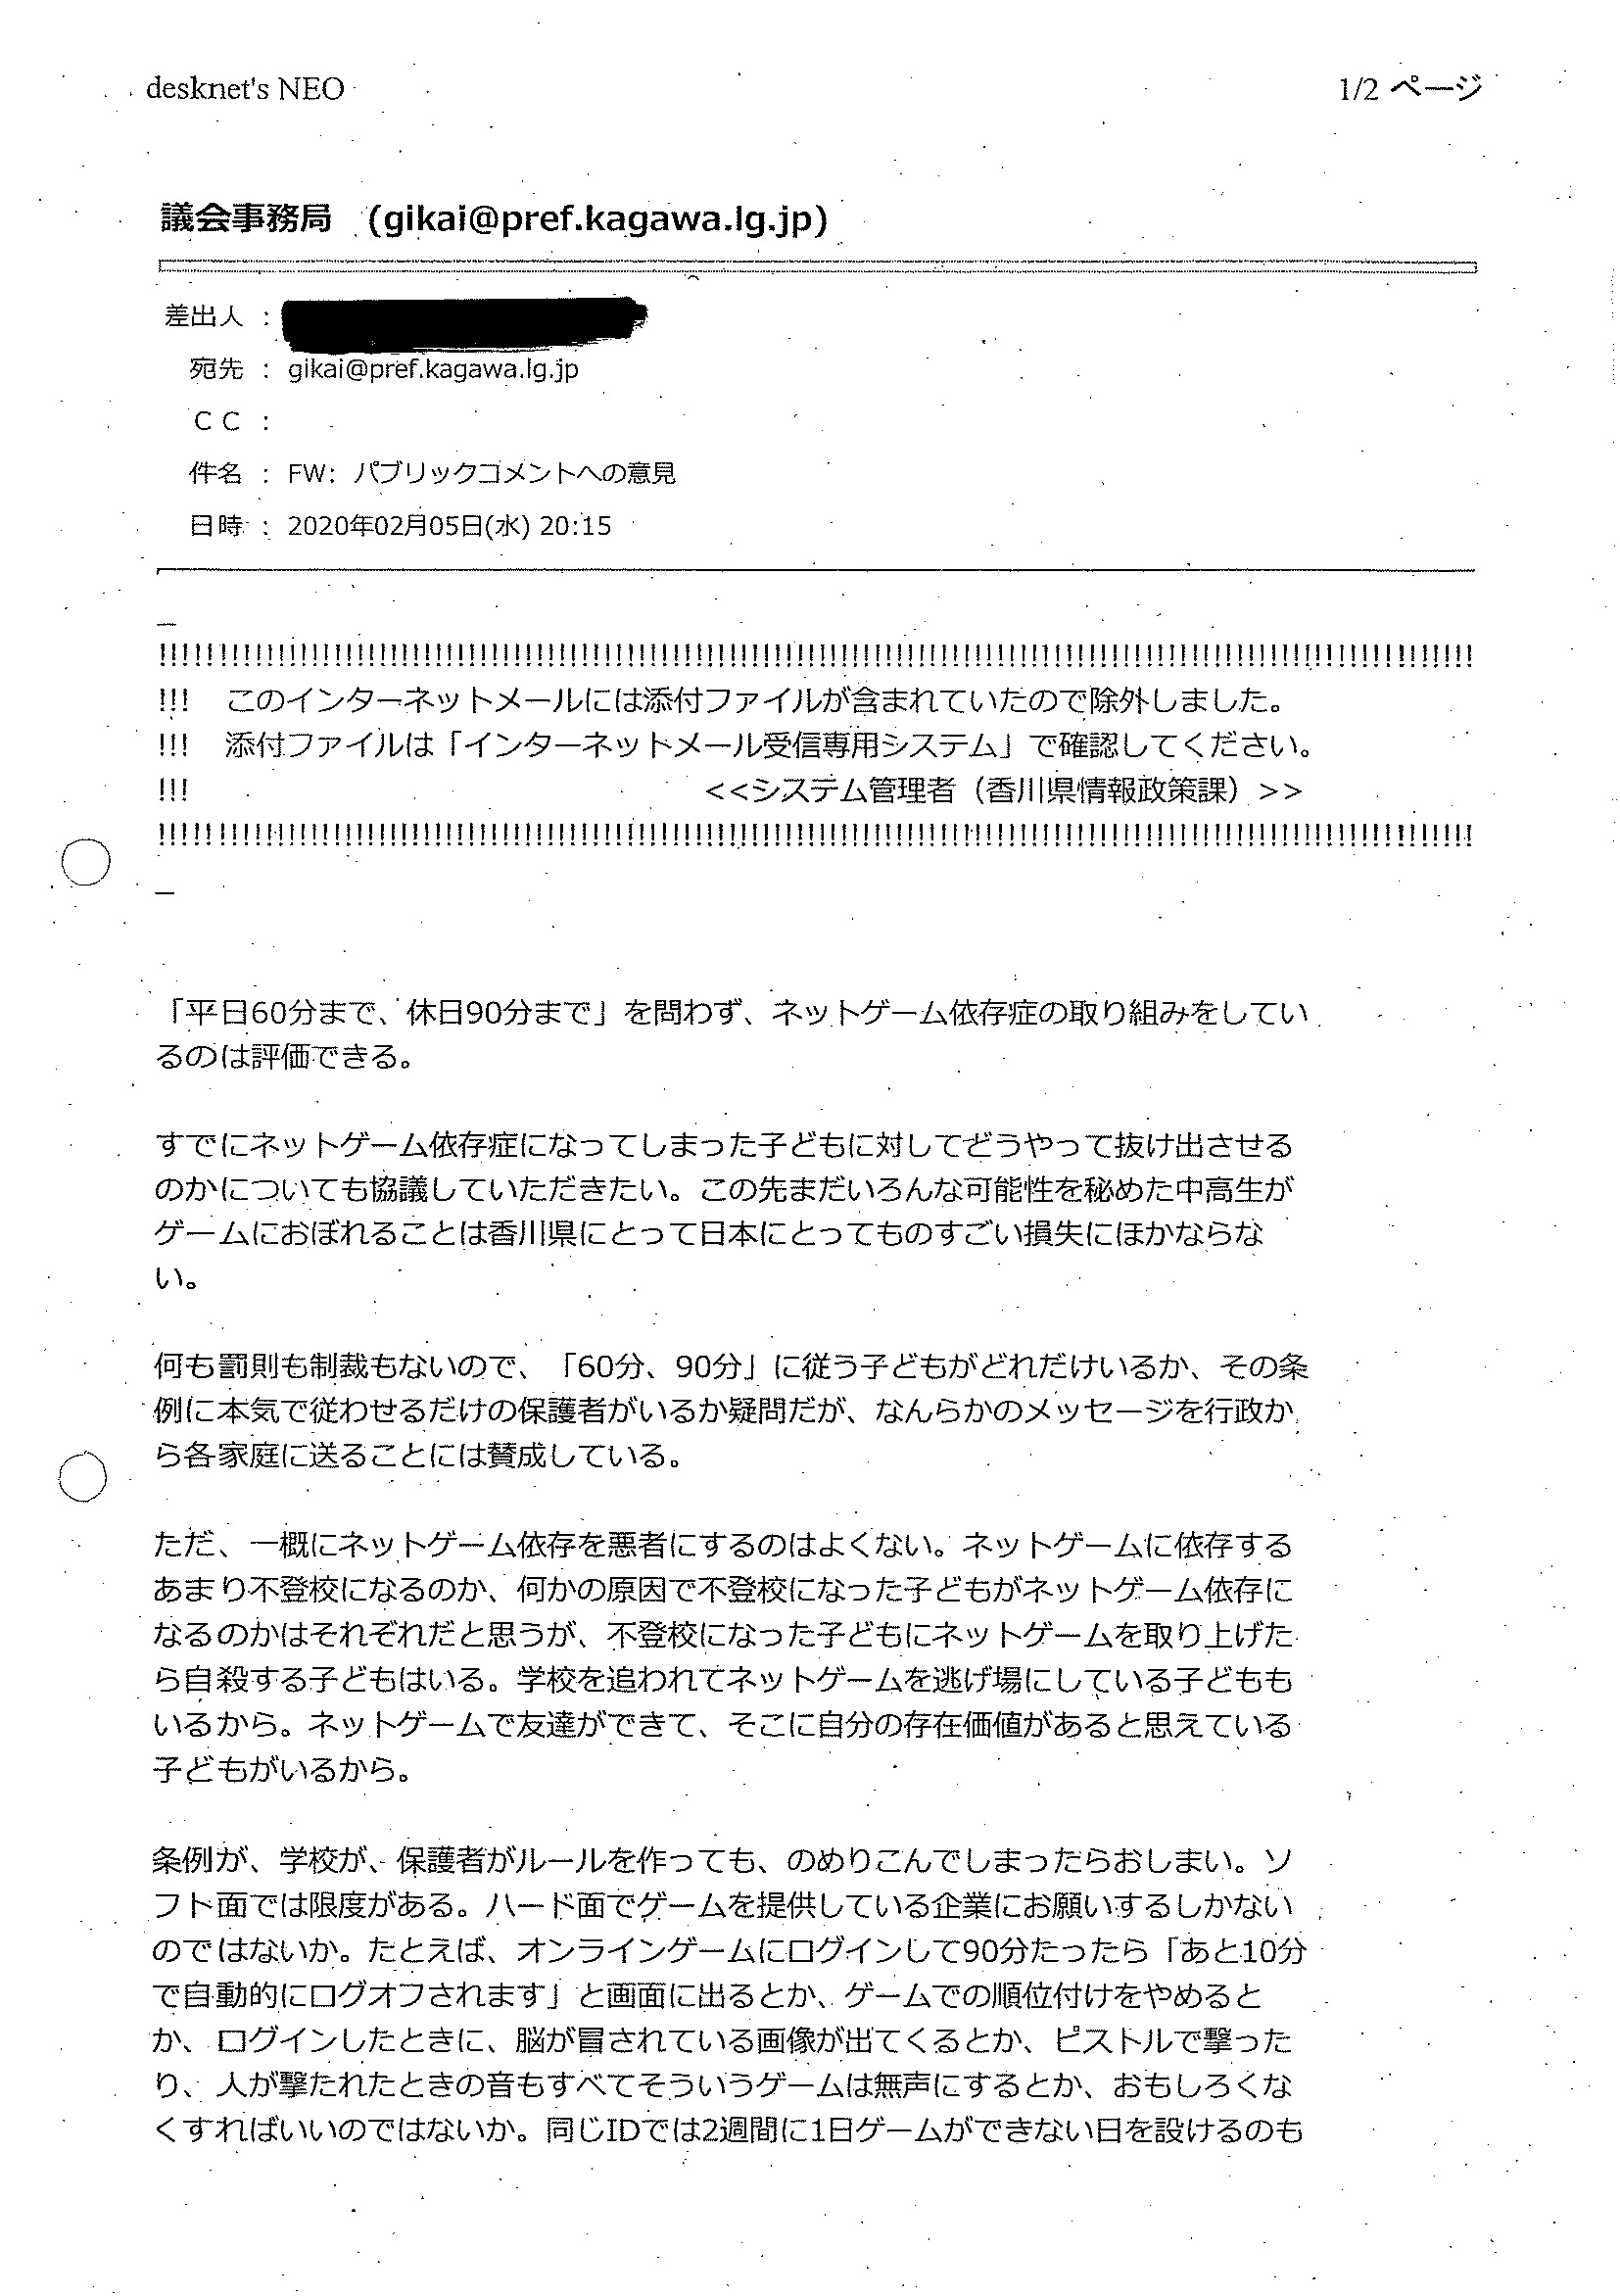 desknet's NEO
1/2 ページ
議会事務局 (gikai@pref.kagawa.lg.jp)
差出人 :
宛先 : gikai@pref.kagawa.lg.jp
ＣＣ :
件名 : FW: パブリックコメントへの意見
日時 : 2020年02月05日(水) 20:15
_
!!!!!!!!!!!!!!!!!!!!!!!!!!!!!!!!!!!!!!!!!!!!!!!!!!!!!!!!!!!!!!!!!!!!!!!!!!!!!!!!!!!!!!!!!!!!!!!!!!!!!!!!!!!!!!!!!!!!
!!! このインターネットメールには添付ファイルが含まれていたので除外しました。
!!! 添付ファイルは「インターネットメール受信専用システム」で確認してください。
!!! <<システム管理者（香川県情報政策課）>>
!!!!!!!!!!!!!!!!!!!!!!!!!!!!!!!!!!!!!!!!!!!!!!!!!!!!!!!!!!!!!!!!!!!!!!!!!!!!!!!!!!!!!!!!!!!!!!!!!!!!!!!!!!!!!!!!!!!!
_
「平日60分まで、休日90分まで」を問わず、ネットゲーム依存症の取り組みをしてい
るのは評価できる。
すでにネットゲーム依存症になってしまった子どもに対してどうやって抜け出させる
のかについても協議していただきたい。この先まだいろんな可能性を秘めた中高生が
ゲームにおぼれることは香川県にとって日本にとってものすごい損失にほかならな
い。
何も罰則も制裁もないので、「60分、90分」に従う子どもがどれだけいるか、その条
例に本気で従わせるだけの保護者がいるか疑問だが、なんらかのメッセージを行政か
ら各家庭に送ることには賛成している。
ただ、一概にネットゲーム依存を悪者にするのはよくない。ネットゲームに依存する
あまり不登校になるのか、何かの原因で不登校になった子どもがネットゲーム依存に
なるのかはそれぞれだと思うが、不登校になった子どもにネットゲームを取り上げた
ら自殺する子どもはいる。学校を追われてネットゲームを逃げ場にしている子どもも
いるから。ネットゲームで友達ができて、そこに自分の存在価値があると思えている
子どもがいるから。
条例が、学校が、保護者がルールを作っても、のめりこんでしまったらおしまい。ソ
フト面では限度がある。ハード面でゲームを提供している企業にお願いするしかない
のではないか。たとえば、オンラインゲームにログインして90分たったら「あと10分
で自動的にログオフされます」と画面に出るとか、ゲームでの順位付けをやめると
か、ログインしたときに、脳が冒されている画像が出てくるとか、ピストルで撃った
り、人が撃たれたときの音もすべてそういうゲームは無声にするとか、おもしろくな
くすればいいのではないか。同じIDでは2週間に1日ゲームができない日を設けるのも